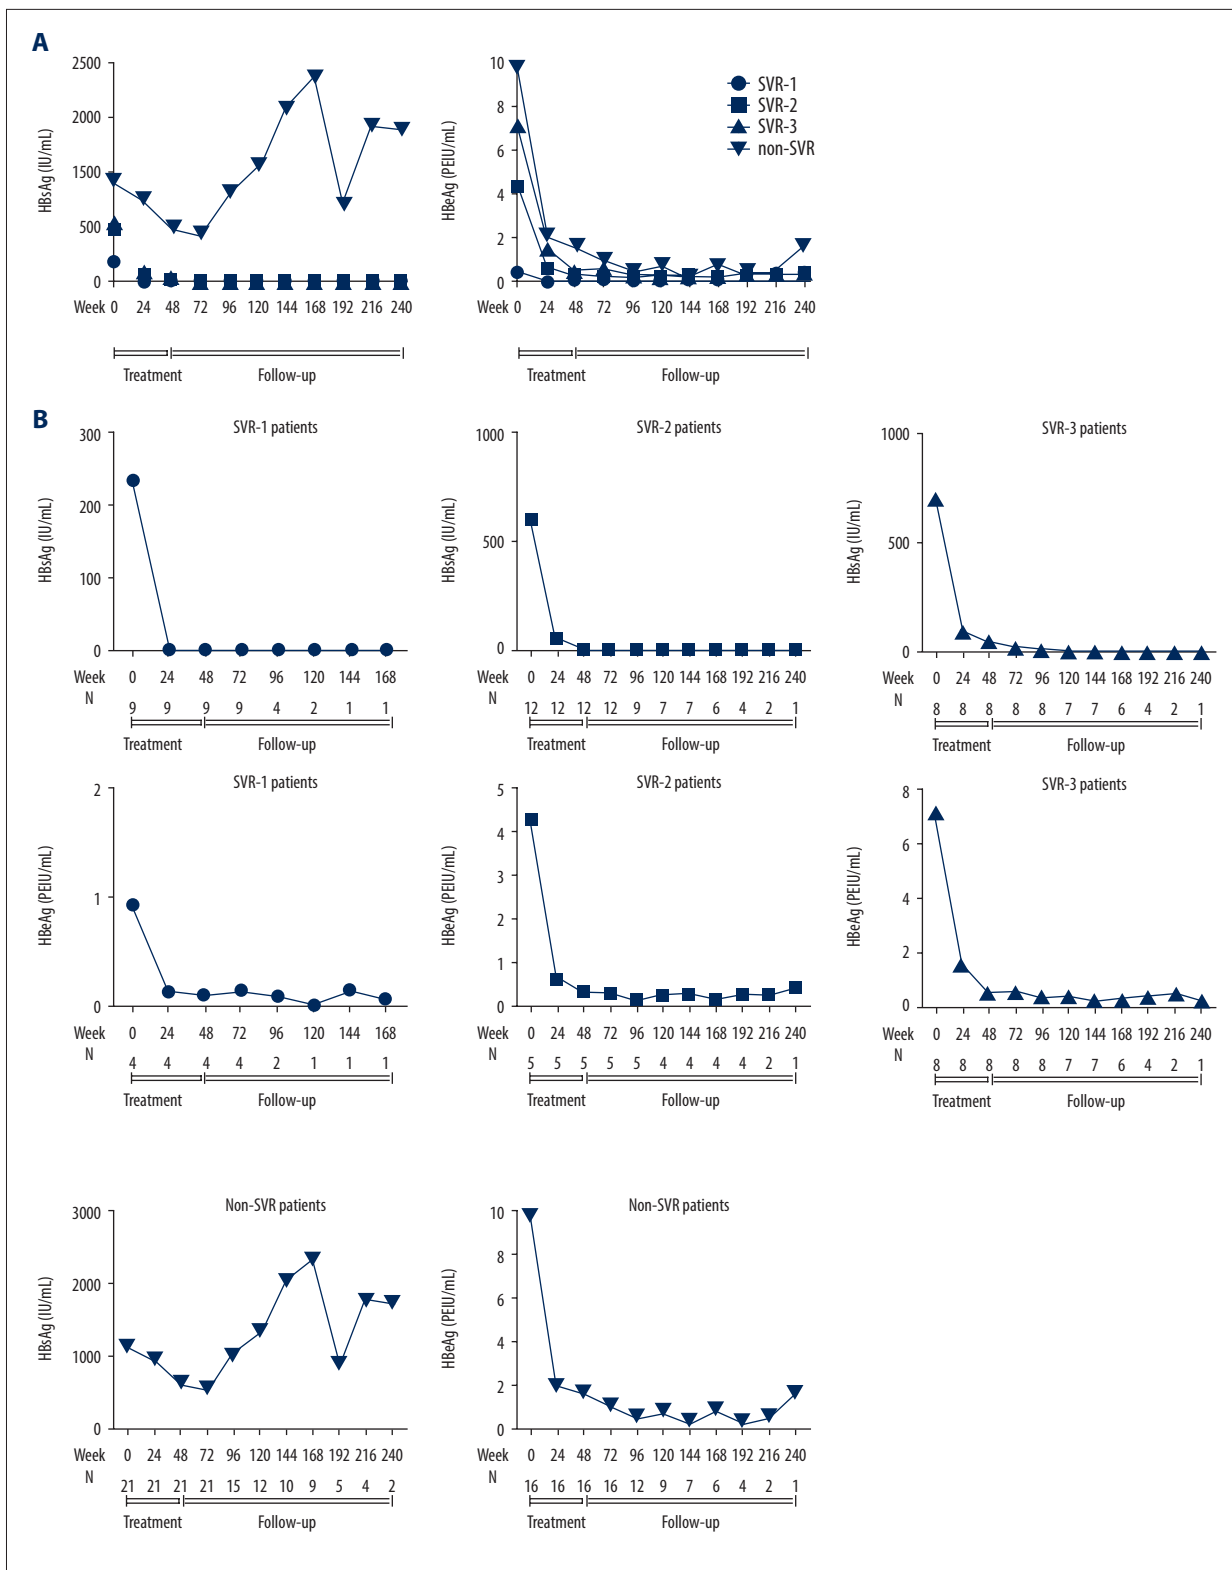 A
HBsAg (IU/mL)
2500
2000
1500
1000
500
0
Week 0 24 48 72 96 120 144 168 192 216 240
Treatment Follow-up
HBeAg (PEIU/mL)
10
8
6
4
2
0
Week 0 24 48 72 96 120 144 168 192 216 240
Treatment Follow-up
SVR-1
SVR-2
SVR-3
non-SVR
B
SVR-1 patients
HBsAg (IU/mL)
300
200
100
0
Week 0 24 48 72 96 120 144 168
N
9 9 9 9 4 2 1 1
Treatment Follow-up
SVR-2 patients
HBsAg (IU/mL)
1000
500
0
Week 0 24 48 72 96 120 144 168 192 216 240
N
12 12 12 12 9 7 7 6 4 2 1
Treatment Follow-up
SVR-3 patients
HBsAg (IU/mL)
1000
500
0
Week 0 24 48 72 96 120 144 168 192 216 240
N
8 8 8 8 8 7 7 6 4 2 1
Treatment Follow-up
SVR-1 patients
HBeAg (PEIU/mL)
2
1
0
Week 0 24 48 72 96 120 144 168
N
4 4 4 4 2 1 1 1
Treatment Follow-up
SVR-2 patients
HBeAg (PEIU/mL)
5
4
3
2
1
0
Week 0 24 48 72 96 120 144 168 192 216 240
N
5 5 5 5 5 4 4 4 4 2 1
Treatment Follow-up
SVR-3 patients
HBeAg (PEIU/mL)
8
6
4
2
0
Week 0 24 48 72 96 120 144 168 192 216 240
N
8 8 8 8 8 7 7 6 4 2 1
Treatment Follow-up
Non-SVR patients
HBsAg (IU/mL)
3000
2000
1000
0
Week 0 24 48 72 96 120 144 168 192 216 240
N
21 21 21 21 15 12 10 9 5 4 2
Treatment Follow-up
Non-SVR patients
HBeAg (PEIU/mL)
10
8
6
4
2
0
Week 0 24 48 72 96 120 144 168 192 216 240
N
16 16 16 16 12 9 7 6 4 2 1
Treatment Follow-up